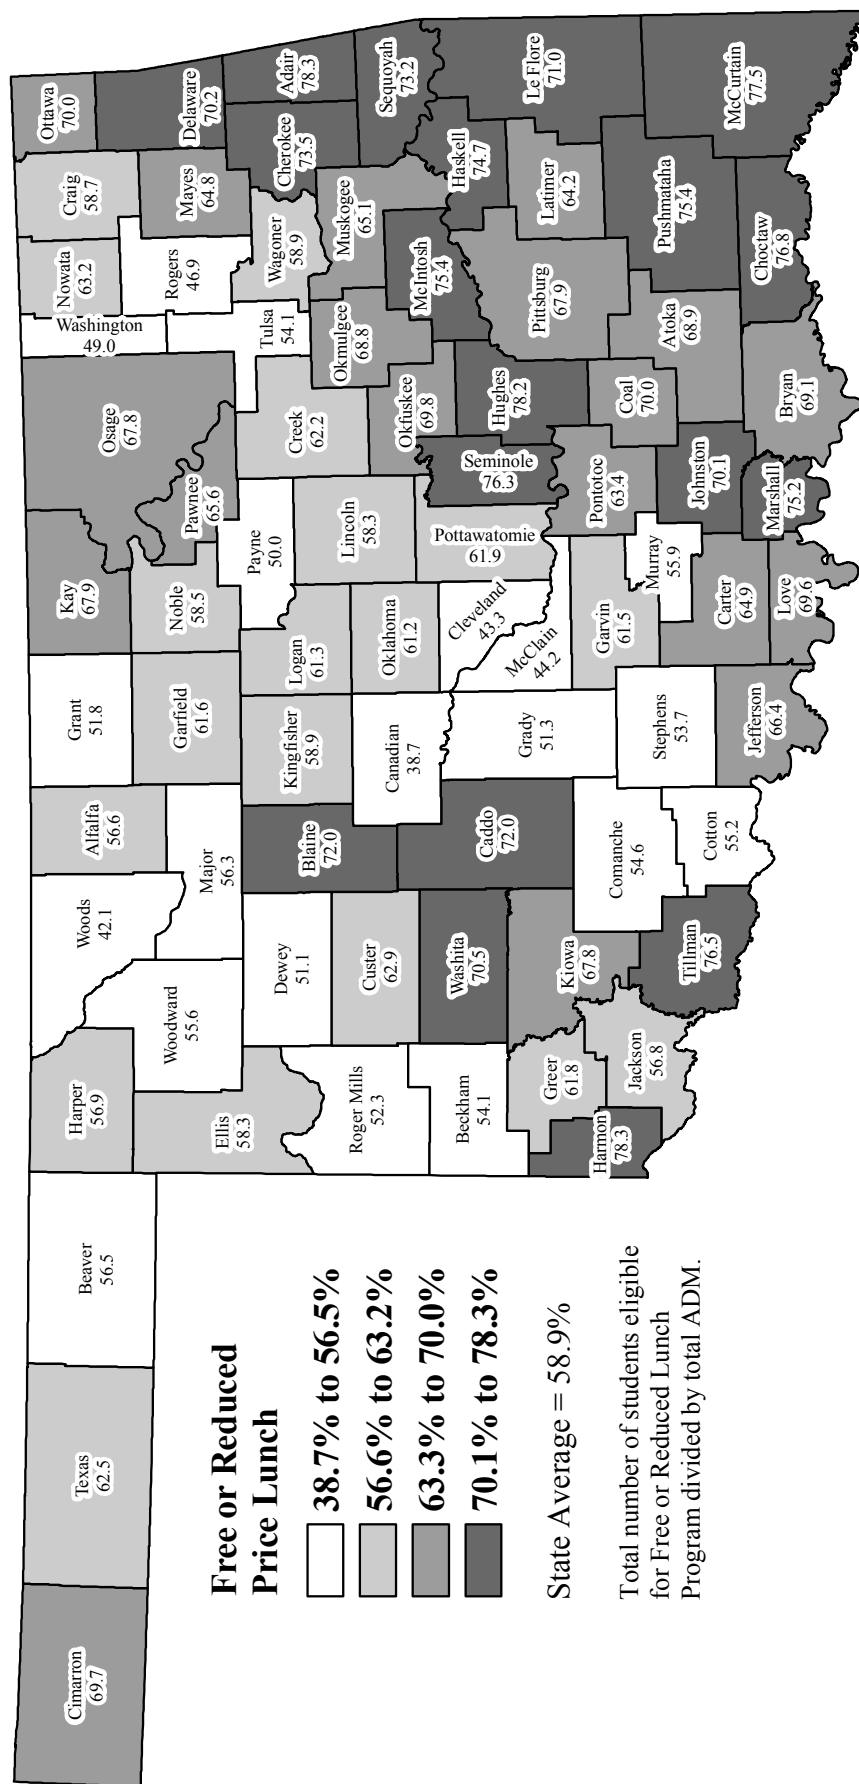 Cimarron
69.7
Texas
62.5
Beaver
56.5
Harper
56.9
Woods
42.1
Alfalfa
56.6
Grant
51.8
Kay
67.9
Osage
67.8
Washington
49.0
Nowata
63.2
Craig
58.7
Ottawa
70.0
Ellis
58.3
Woodward
55.6
Major
56.3
Garfield
61.6
Noble
58.5
Pawnee
65.6
Rogers
46.9
Mayes
64.8
Delaware
70.2
Roger Mills
52.3
Dewey
51.1
Blaine
72.0
Kingfisher
58.9
Logan
61.3
Payne
50.0
Creek
62.2
Tulsa
54.1
Wagoner
58.9
Cherokee
73.5
Adair
78.3
Beckham
54.1
Custer
62.9
Canadian
38.7
Oklahoma
61.2
Lincoln
58.3
Okfuskee
69.8
Okmulgee
68.8
Muskogee
65.1
Sequoyah
73.2
Washita
70.5
Caddo
72.0
Grady
51.3
Cleveland
43.3
McClain
44.2
Pottawatomie
61.9
Seminole
76.3
Hughes
78.2
McIntosh
75.4
Haskell
74.7
Le Flore
71.0
Harmon
78.3
Greer
61.8
Kiowa
67.8
Comanche
54.6
Garvin
61.5
Pontotoc
63.4
Pittsburg
67.9
Latimer
64.2
Jackson
56.8
Tillman
76.5
Cotton
55.2
Stephens
53.7
Murray
55.9
Johnston
70.1
Coal
70.0
Atoka
68.9
Pushmataha
75.4
McCurtain
77.5
Jefferson
66.4
Carter
64.9
Love
69.6
Marshall
75.2
Bryan
69.1
Choctaw
76.8
Free or Reduced
Price Lunch
38.7% to 56.5%
56.6% to 63.2%
63.3% to 70.0%
70.1% to 78.3%
State Average = 58.9%
Total number of students eligible
for Free or Reduced Lunch
Program divided by total ADM.